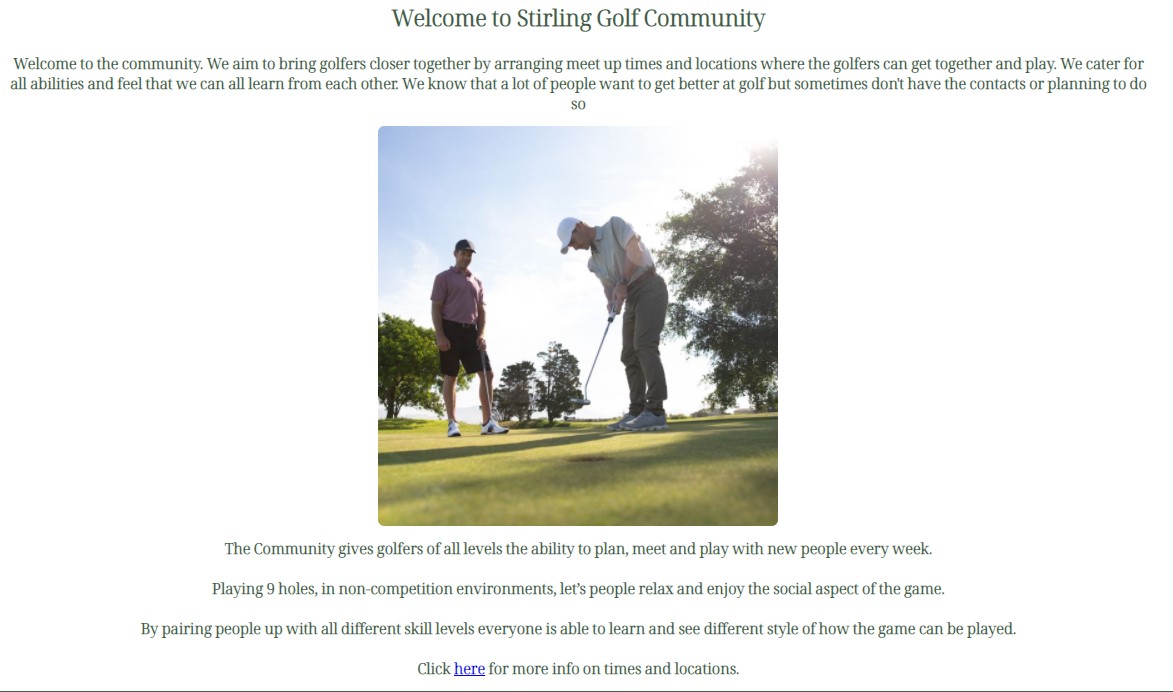 Welcome to Stirling Golf Community
Welcome to the community. We aim to bring golfers closer together by arranging meet up times and locations where the golfers can get together and play. We cater for
all abilities and feel that we can all learn from each other. We know that a lot of people want to get better at golf but sometimes don't have the contacts or planning to do
so
The Community gives golfers of all levels the ability to plan, meet and play with new people every week.
Playing 9 holes, in non-competition environments, let’s people relax and enjoy the social aspect of the game.
By pairing people up with all different skill levels everyone is able to learn and see different style of how the game can be played.
Click here for more info on times and locations.